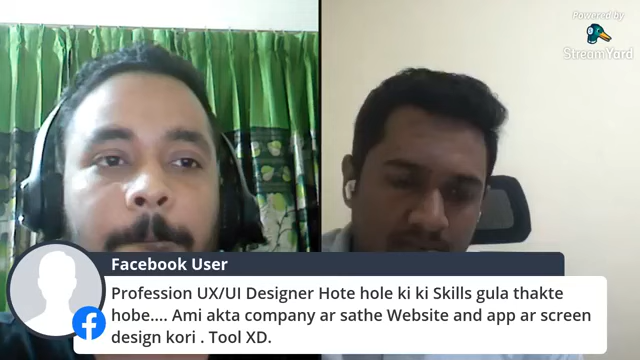 Powered by
StreamYard
Facebook User
Profession UX/UI Designer Hote hole ki ki Skills gula thakte
hobe.... Ami akta company ar sathe Website and app ar screen
design kori . Tool XD.